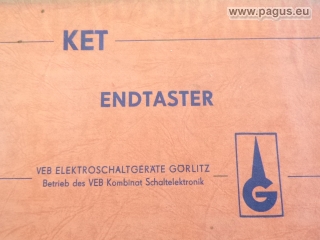 www.pagus.eu
KET
ENDTASTER
VEB ELEKTROSCHALTGERÄTE GÖRLITZ
Betrieb des VEB Kombinat Schaltelektronik
G